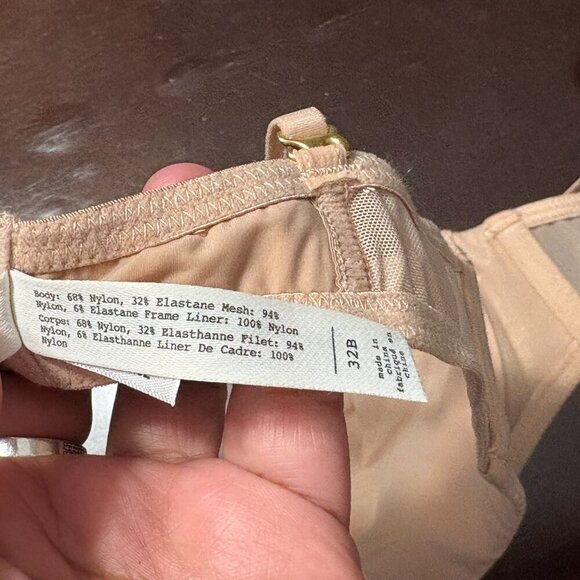 Body: 68% Nylon, 32% Elastane Mesh: 94%
Nylon, 6% Elastane Frame Liner: 100% Nylon
Corps: 68% Nylon, 32% Elasthanne Filet: 94%
Nylon, 6% Elasthanne Liner De Cadre: 100%
Nylon
32B
made in
china
fabriqué en
chine